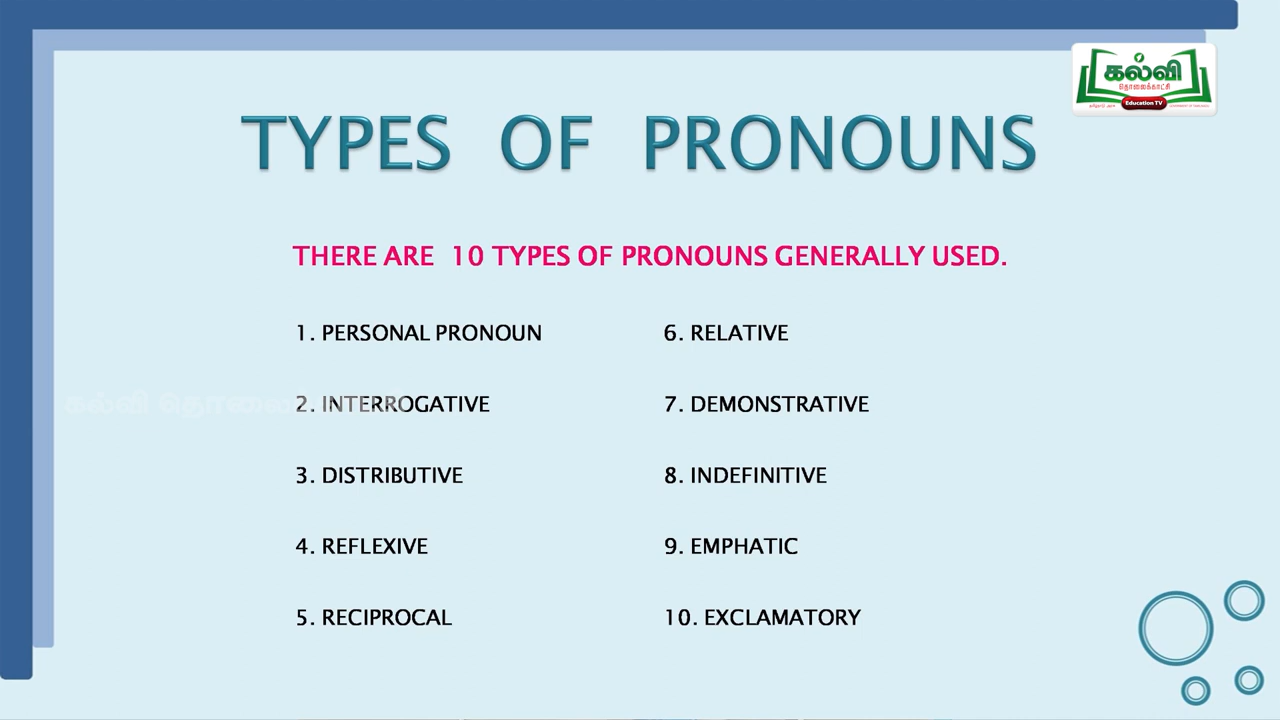 கல்வி
தொலைக்காட்சி
Education TV
TYPES OF PRONOUNS
THERE ARE 10 TYPES OF PRONOUNS GENERALLY USED.
1. PERSONAL PRONOUN
2. INTERROGATIVE
3. DISTRIBUTIVE
4. REFLEXIVE
5. RECIPROCAL
6. RELATIVE
7. DEMONSTRATIVE
8. INDEFINITIVE
9. EMPHATIC
10. EXCLAMATORY
கல்வி